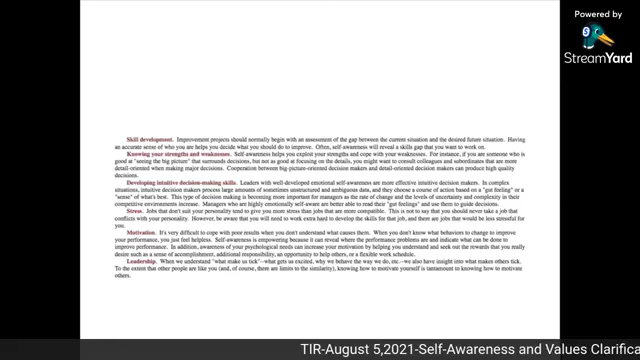 Powered by
StreamYard
Skill development. Improvement projects should normally begin with an assessment of the gap between the current situation and the desired future situation. Having
an accurate sense of who you are helps you decide what you should do to improve. Often, self-awareness will reveal a skills gap that you want to work on.
Knowing your strengths and weaknesses. Self-awareness helps you exploit your strengths and cope with your weaknesses. For instance, if you are someone who is
good at "seeing the big picture" that surrounds decisions, but not as good at focusing on the details, you might want to consult colleagues and subordinates that are more
detail-oriented when making major decisions. Cooperation between big-picture-oriented decision makers and detail-oriented decision makers can produce high quality
decisions.
Developing intuitive decision-making skills. Leaders with well-developed emotional self-awareness are more effective intuitive decision makers. In complex
situations, intuitive decision makers process large amounts of sometimes unstructured and ambiguous data, and they choose a course of action based on a "gut feeling" or a
"sense" of what's best. This type of decision making is becoming more important for managers as the rate of change and the levels of uncertainty and complexity in their
competitive environments increase. Managers who are highly emotionally self-aware are better able to read their "gut feelings" and use them to guide decisions.
Stress. Jobs that don't suit your personality tend to give you more stress than jobs that are more compatible. This is not to say that you should never take a job that
conflicts with your personality. However, be aware that you will need to work extra hard to develop the skills for that job, and there are jobs that would be less stressful for
you.
Motivation. It's very difficult to cope with poor results when you don't understand what causes them. When you don't know what behaviors to change to improve
your performance, you just feel helpless. Self-awareness is empowering because it can reveal where the performance problems are and indicate what can be done to
improve performance. In addition, awareness of your psychological needs can increase your motivation by helping you understand and seek out the rewards that you really
desire such as a sense of accomplishment, additional responsibility, an opportunity to help others, or a flexible work schedule.
Leadership. When we understand "what make us tick"--what gets us excited, why we behave the way we do, etc.--we also have insight into what makes others tick.
To the extent that other people are like you (and, of course, there are limits to the similarity), knowing how to motivate yourself is tantamount to knowing how to motivate
others.
TIR-August 5,2021-Self-Awareness and Values Clarifica